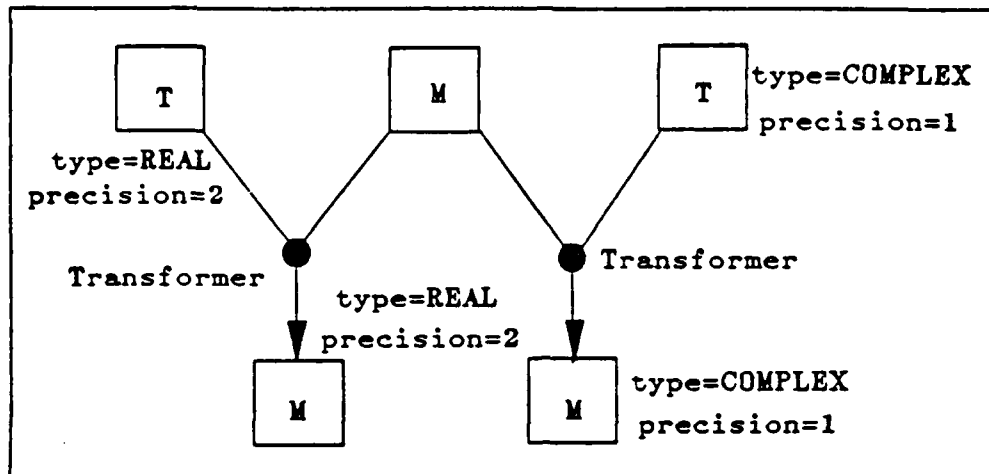 T
M
T
type=COMPLEX
precision=1
type=REAL
precision=2
Transformer
Transformer
type=REAL
precision=2
M
M
type=COMPLEX
precision=1